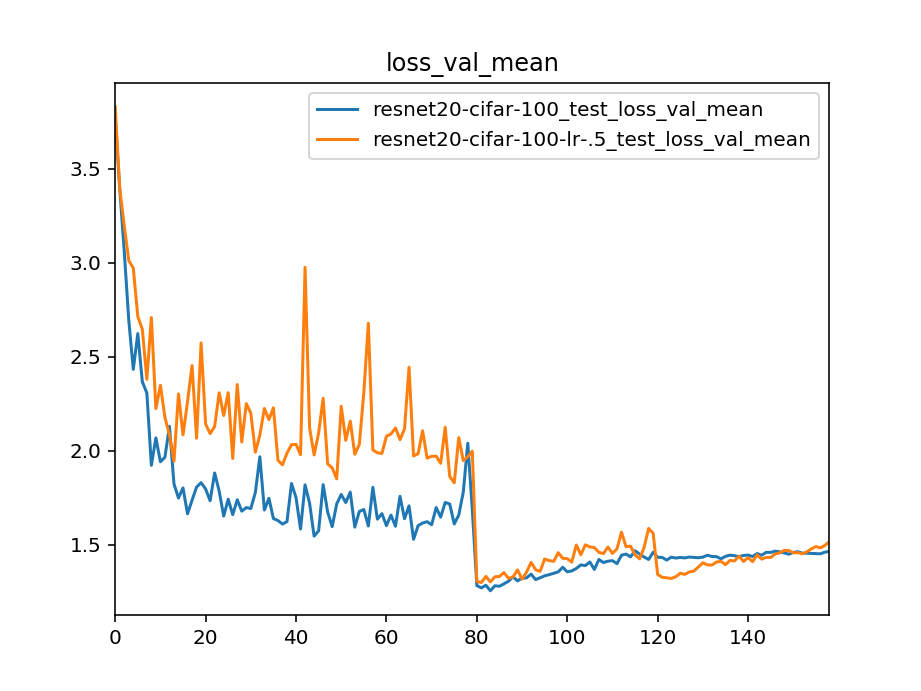 loss_val_mean
resnet20-cifar-100_test_loss_val_mean
resnet20-cifar-100-lr-.5_test_loss_val_mean
3.5
3.0
2.5
2.0
1.5
0 20 40 60 80 100 120 140